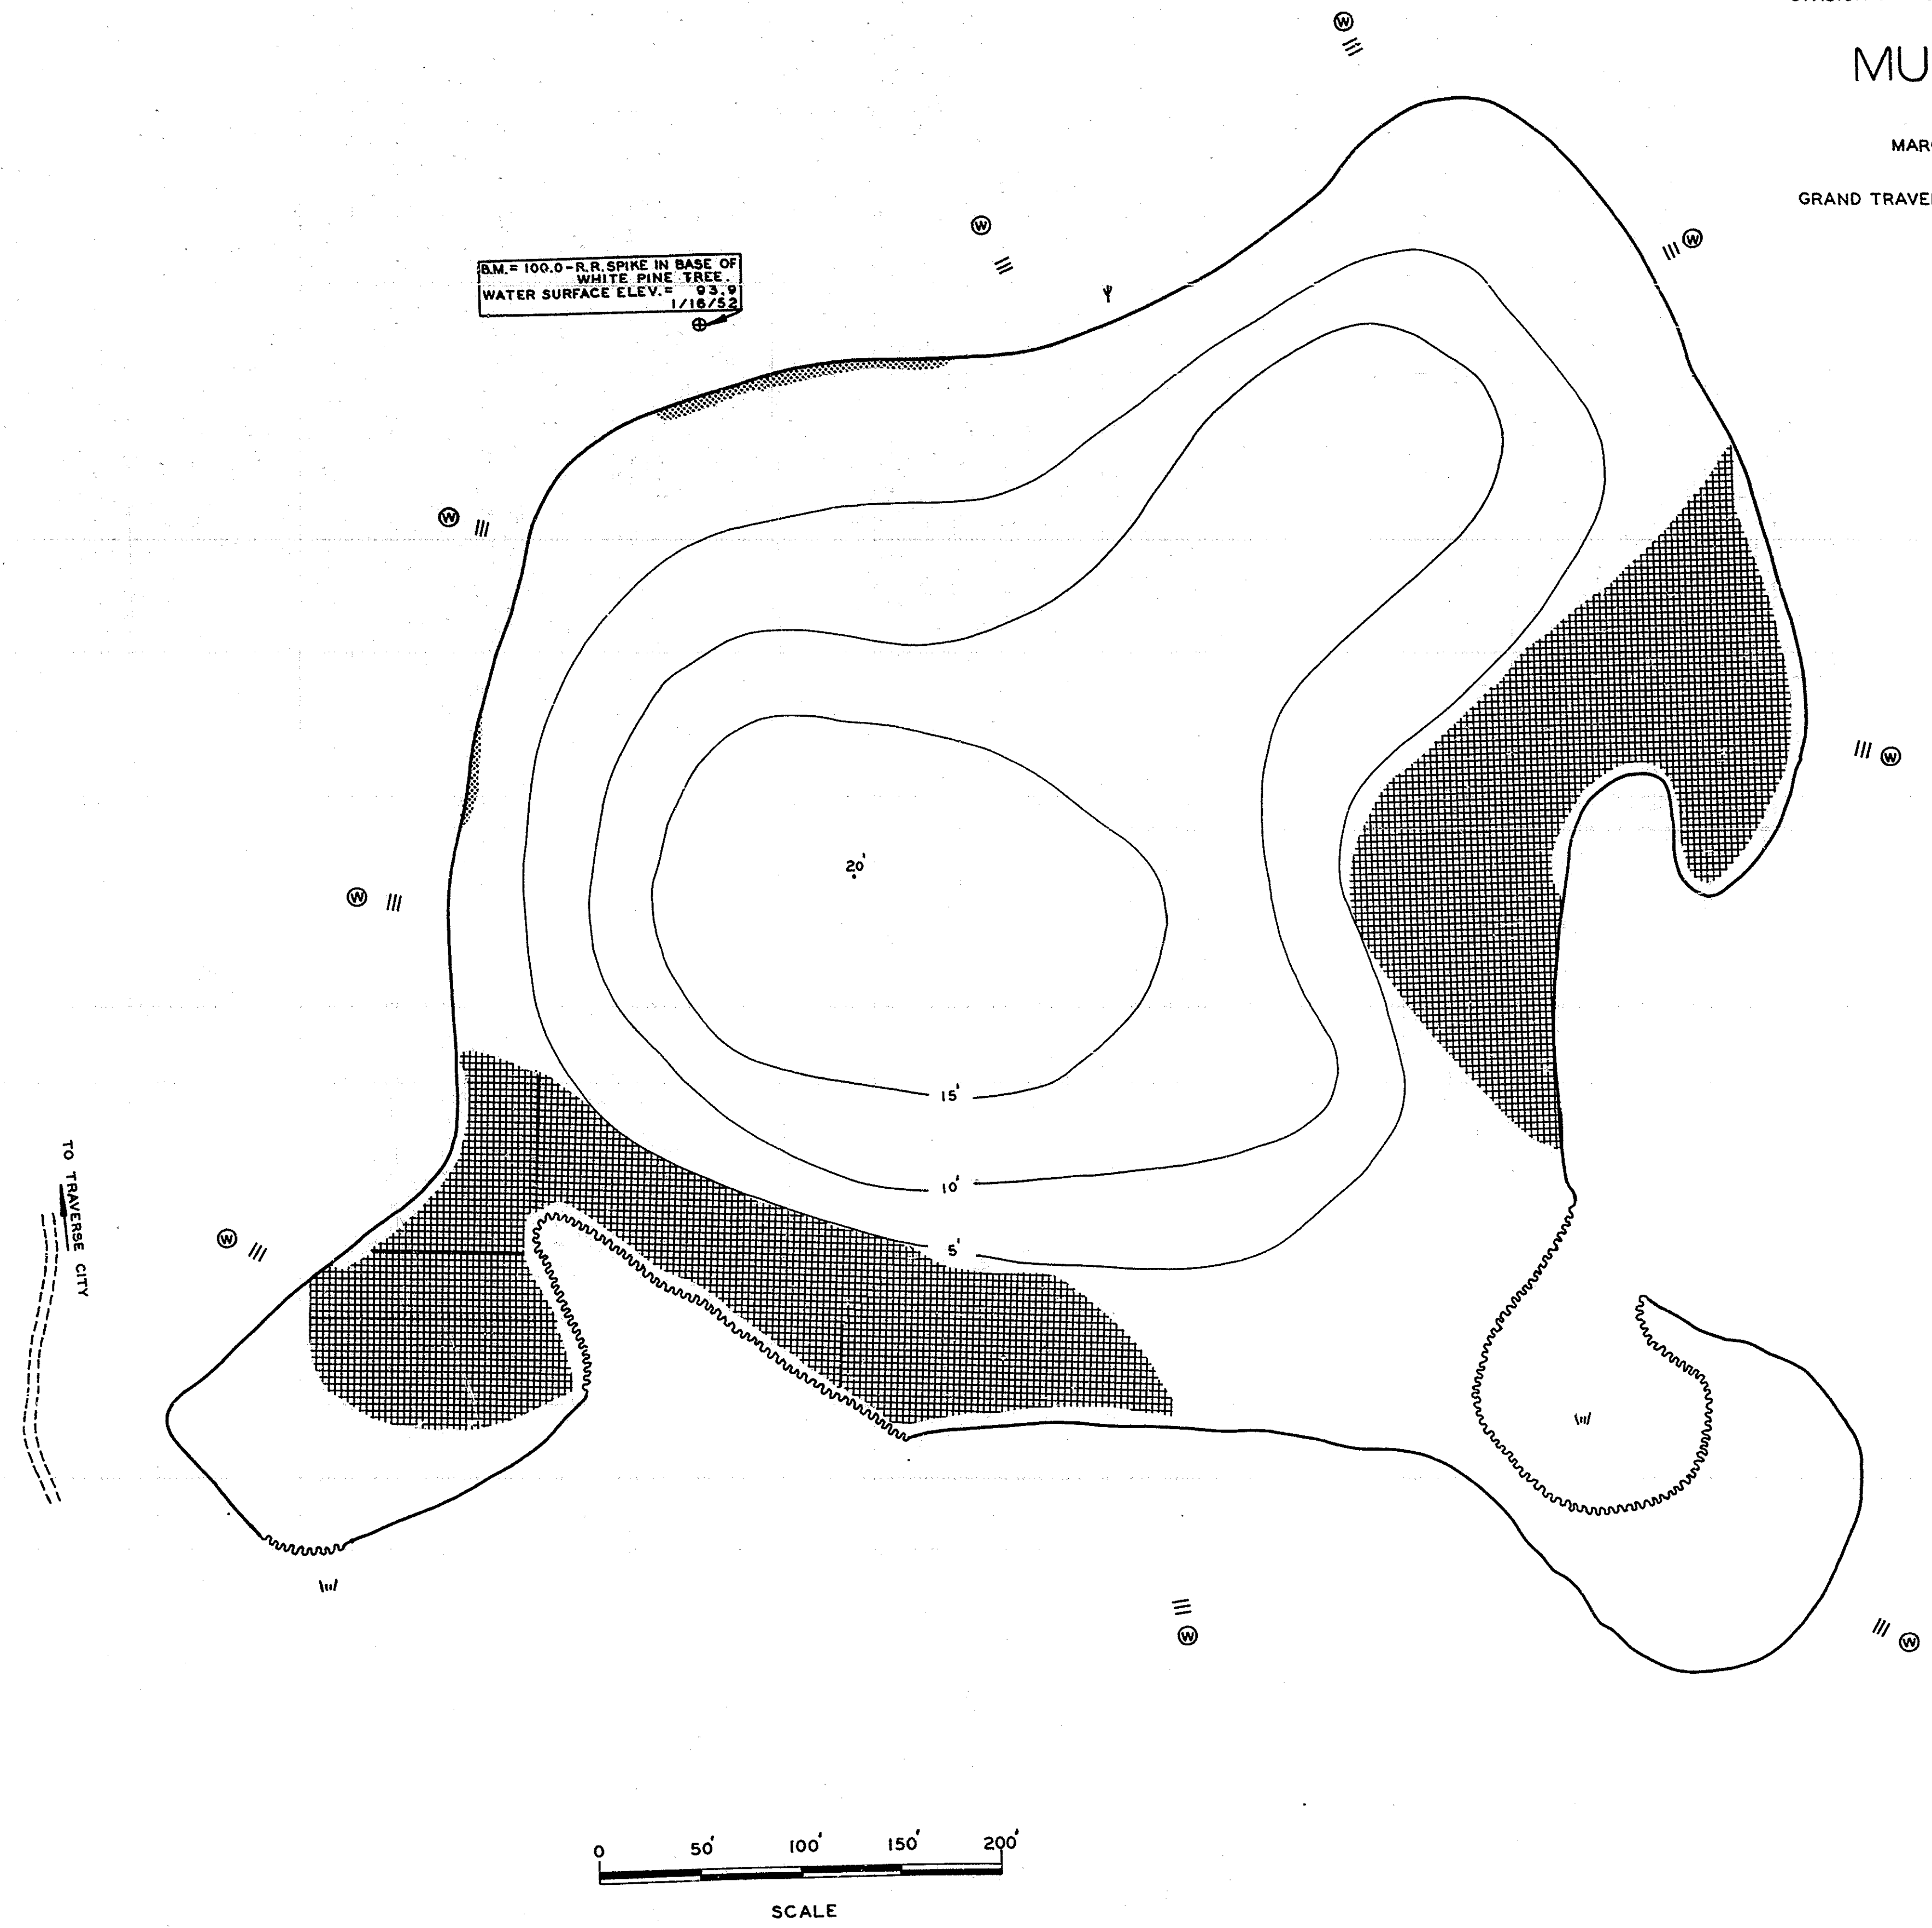 MU
MAR
GRAND TRAVE
B.M. = 100.0 - R.R. SPIKE IN BASE OF
WHITE PINE TREE.
WATER SURFACE ELEV. = 93.9
1/16/52
W
W
W
W
W
W
W
W
W
W
20'
15'
10'
5'
TO TRAVERSE CITY
0 50' 100' 150' 200'
SCALE